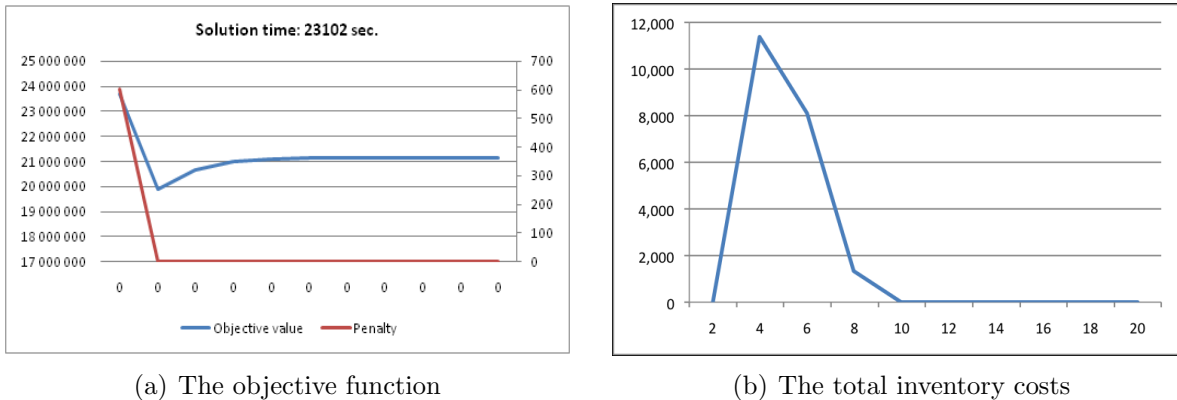 Solution time: 23102 sec.
25 000 000
24 000 000
23 000 000
22 000 000
21 000 000
20 000 000
19 000 000
18 000 000
17 000 000
700
600
500
400
300
200
100
0
0 0 0 0 0 0 0 0 0 0 0
Objective value Penalty
(a) The objective function
12,000
10,000
8,000
6,000
4,000
2,000
0
2 4 6 8 10 12 14 16 18 20
(b) The total inventory costs